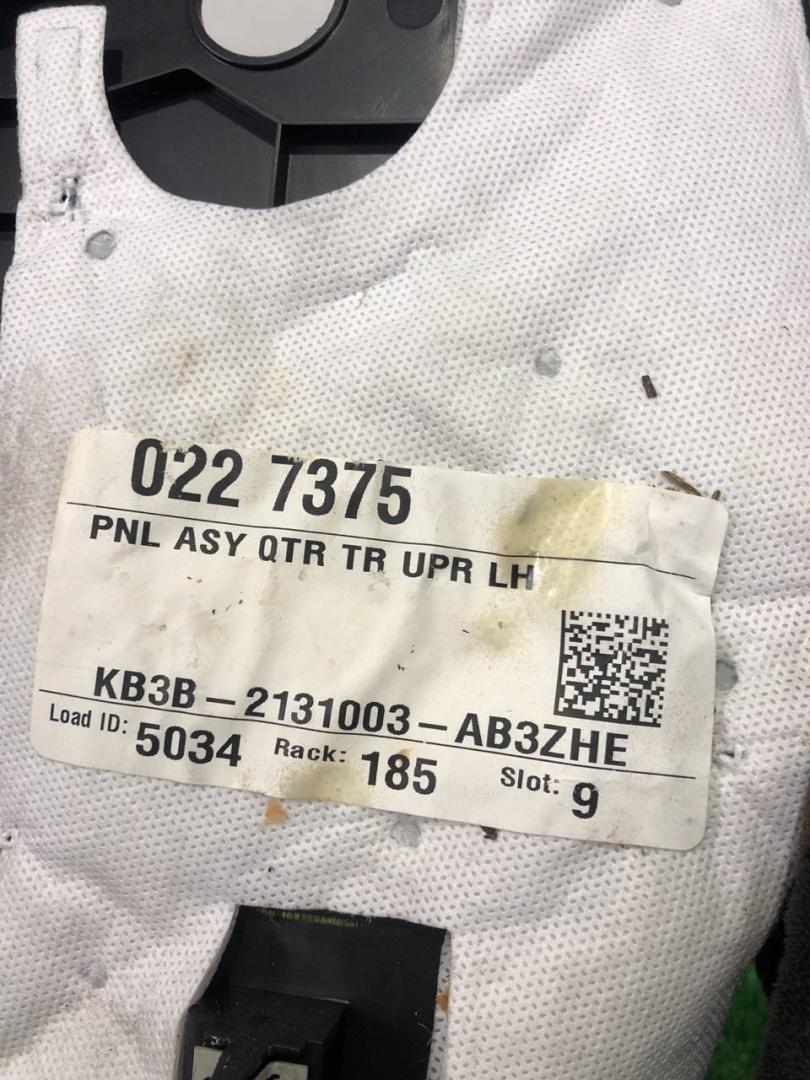 022 7375
PNL ASY QTR TR UPR LH
KB3B-2131003-AB3ZHE
Load ID: 5034 Rack: 185 Slot: 9